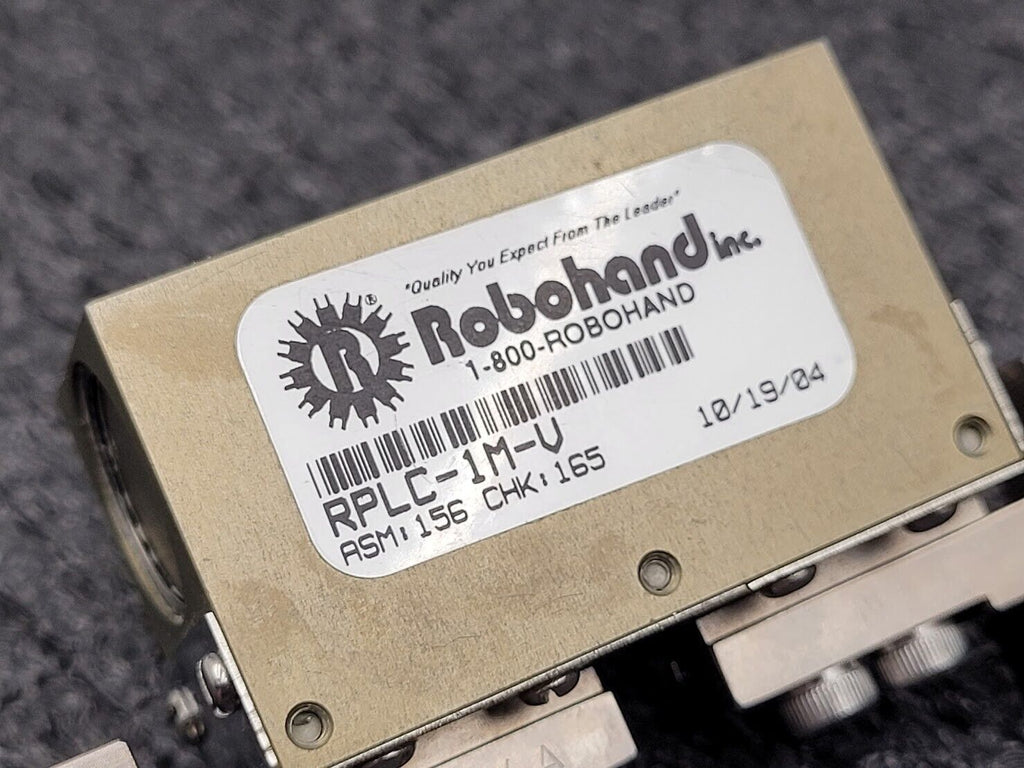 "Quality You Expect From The Leader"
R®
Robohand inc.
1-800-ROBOHAND
10/19/04
RPLC-1M-V
ASM:156 CHK:165